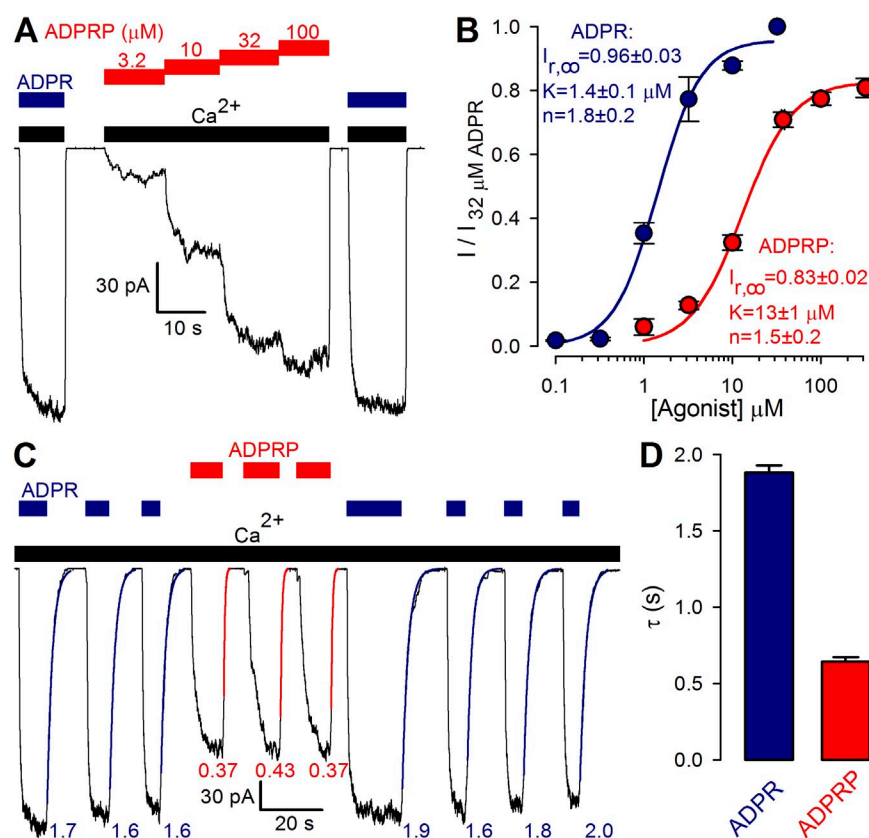 A
ADPRP (μM)
3.2
10
32
100
ADPR
Ca2+
30 pA
10 s
B
I / I32 μM ADPR
1.0
0.8
0.6
0.4
0.2
0.0
ADPR:
Ir,∞=0.96±0.03
K=1.4±0.1 μM
n=1.8±0.2
ADPRP:
Ir,∞=0.83±0.02
K=13±1 μM
n=1.5±0.2
0.1 1 10 100
[Agonist] μM
C
ADPRP
ADPR
Ca2+
0.37 0.43 0.37
30 pA
20 s
1.7 1.6 1.6 1.9 1.6 1.8 2.0
D
τ (s)
2.0
1.5
1.0
0.5
0.0
ADPR
ADPRP